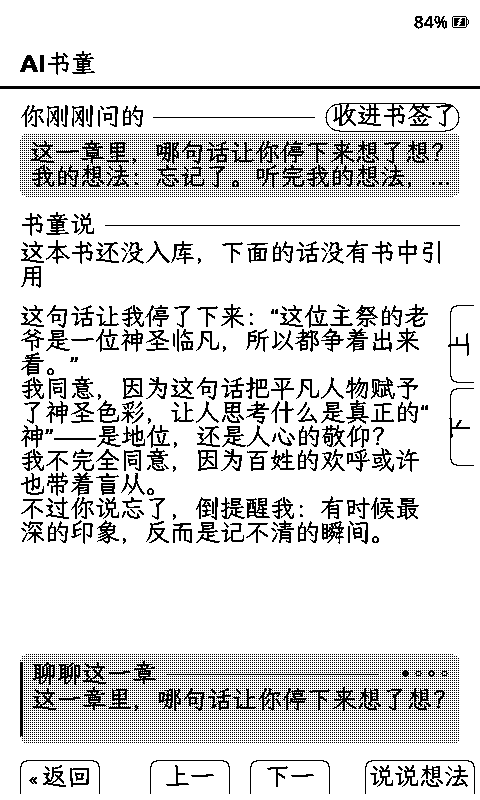 84%
AI书童
你刚刚问的
收进书签了
这一章里，哪句话让你停下来想了想？
我的想法：忘记了。听完我的想法，…
书童说
这本书还没入库，下面的话没有书中引
用
这句话让我停了下来：“这位主祭的老
爷是一位神圣临凡，所以都争着出来
看。”
我同意，因为这句话把平凡人物赋予
了神圣色彩，让人思考什么是真正的“
神”——是地位，还是人心的敬仰？
我不完全同意，因为百姓的欢呼或许
也带着盲从。
不过你说忘了，倒提醒我：有时候最
深的印象，反而是记不清的瞬间。
上
下
聊聊这一章
这一章里，哪句话让你停下来想了想？
« 返回
上一
下一
说说想法